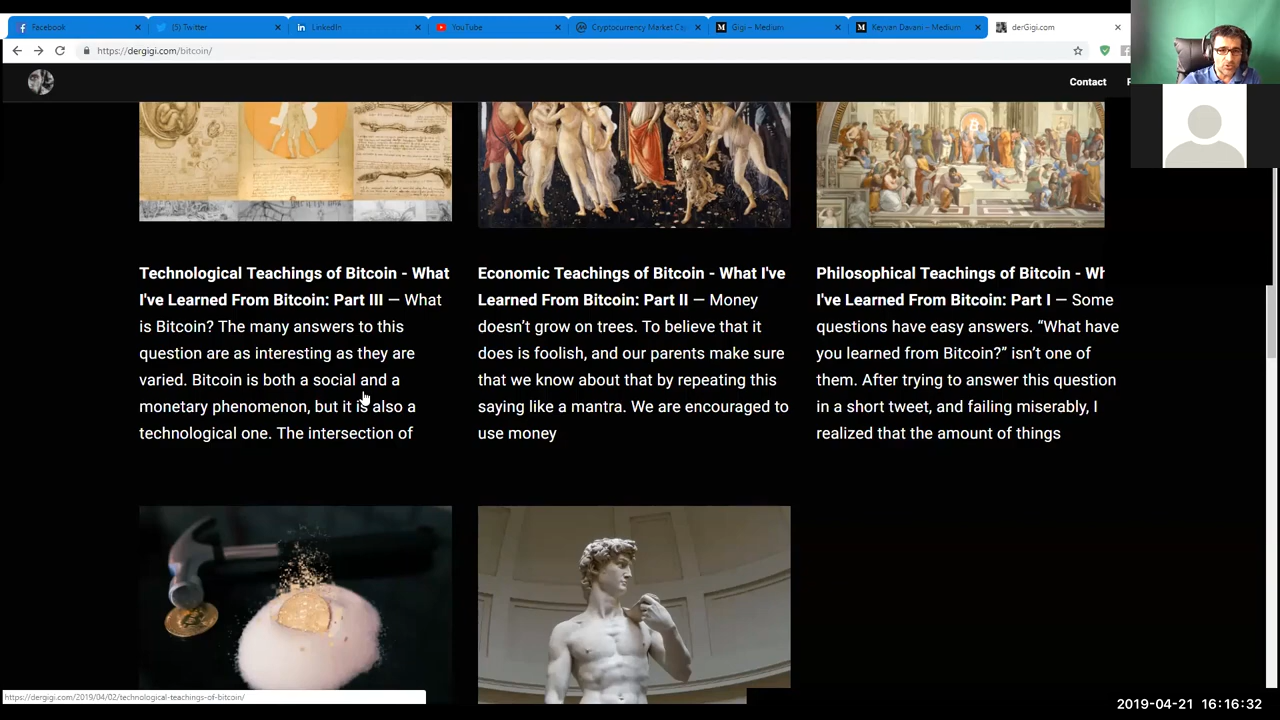 Facebook
(5) Twitter
LinkedIn
YouTube
Cryptocurrency Market Ca
Gigi – Medium
Keyvan Davani – Medium
derGigi.com
https://dergigi.com/bitcoin/
Contact
Technological Teachings of Bitcoin - What
I've Learned From Bitcoin: Part III — What
is Bitcoin? The many answers to this
question are as interesting as they are
varied. Bitcoin is both a social and a
monetary phenomenon, but it is also a
technological one. The intersection of
Economic Teachings of Bitcoin - What I've
Learned From Bitcoin: Part II — Money
doesn’t grow on trees. To believe that it
does is foolish, and our parents make sure
that we know about that by repeating this
saying like a mantra. We are encouraged to
use money
Philosophical Teachings of Bitcoin - Wh
I've Learned From Bitcoin: Part I — Some
questions have easy answers. “What have
you learned from Bitcoin?” isn’t one of
them. After trying to answer this question
in a short tweet, and failing miserably, I
realized that the amount of things
https://dergigi.com/2019/04/02/technological-teachings-of-bitcoin/
2019-04-21 16:16:32